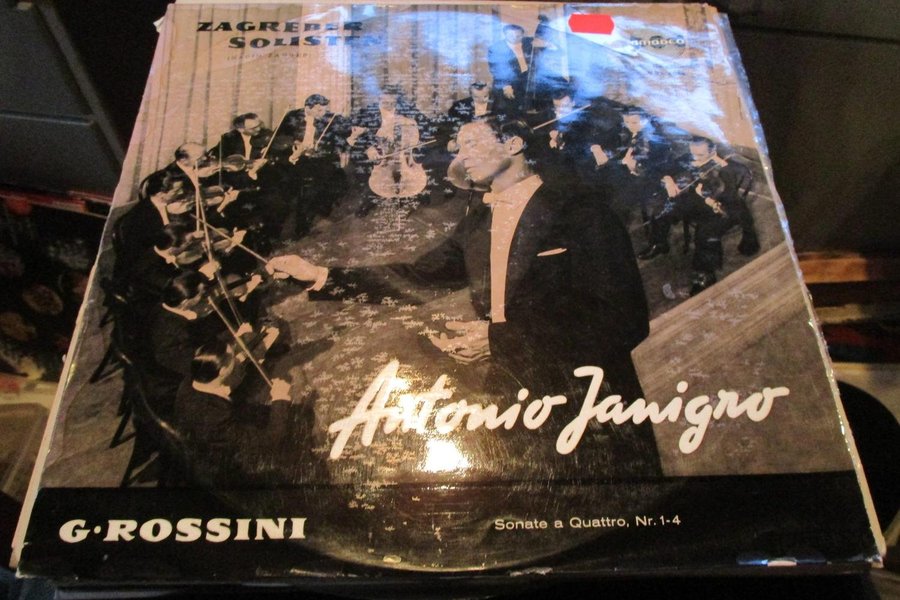 ZAGREBER
SOLISTEN
G·ROSSINI
Antonio Janigro
Sonate a Quattro, Nr. 1-4